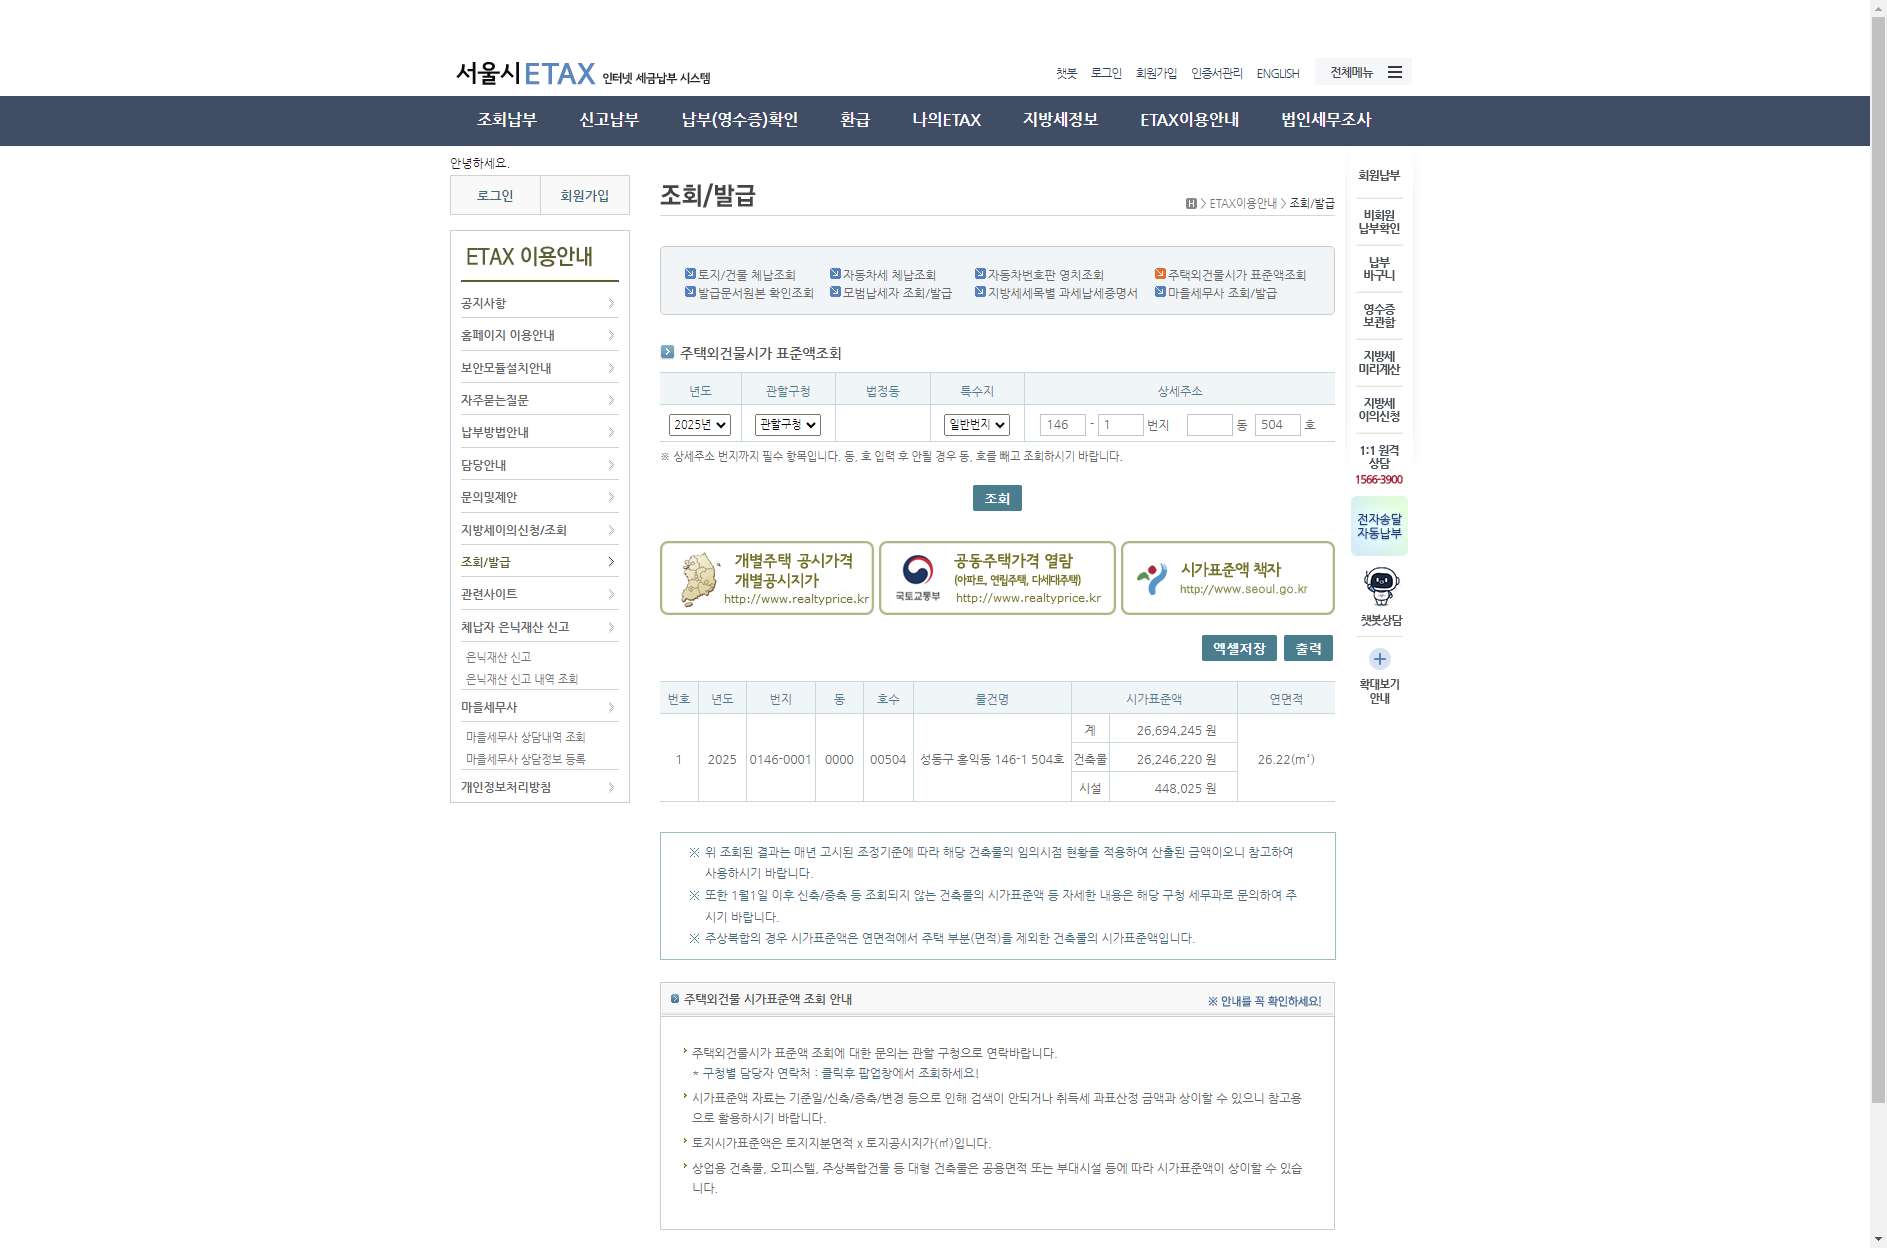 서울시 ETAX 인터넷 세금납부 시스템
챗봇 로그인 회원가입 인증서관리 ENGLISH 전체메뉴
조회납부 신고납부 납부(영수증)확인 환급 나의ETAX 지방세정보 ETAX이용안내 법인세무조사
안녕하세요.
로그인 회원가입
ETAX 이용안내
공지사항
홈페이지 이용안내
보안모듈설치안내
자주묻는질문
납부방법안내
담당안내
문의및제안
지방세이의신청/조회
조회/발급
관련사이트
체납자 은닉재산 신고
은닉재산 신고
은닉재산 신고 내역 조회
마을세무사
마을세무사 상담내역 조회
마을세무사 상담정보 등록
개인정보처리방침
조회/발급
H > ETAX이용안내 > 조회/발급
토지/건물 체납조회 자동차세 체납조회 자동차번호판 영치조회 주택외건물시가 표준액조회
발급문서원본 확인조회 모범납세자 조회/발급 지방세세목별 과세납세증명서 마을세무사 조회/발급
주택외건물시가 표준액조회
년도 관할구청 법정동 특수지 상세주소
2025년 관할구청 일반번지 146 - 1 번지 동 504 호
※ 상세주소 번지까지 필수 항목입니다. 동, 호 입력 후 안될 경우 동, 호를 빼고 조회하시기 바랍니다.
조회
개별주택 공시가격
개별공시지가
http://www.realtyprice.kr
국토교통부
공동주택가격 열람
(아파트, 연립주택, 다세대주택)
http://www.realtyprice.kr
시가표준액 책자
http://www.seoul.go.kr
엑셀저장 출력
번호 년도 번지 동 호수 물건명 시가표준액 연면적
1 2025 0146-0001 0000 00504 성동구 홍익동 146-1 504호 26.22(m²)
계 26,694,245 원
건축물 26,246,220 원
시설 448,025 원
※ 위 조회된 결과는 매년 고시된 조정기준에 따라 해당 건축물의 임의시점 현황을 적용하여 산출된 금액이오니 참고하여
사용하시기 바랍니다.
※ 또한 1월1일 이후 신축/증축 등 조회되지 않는 건축물의 시가표준액 등 자세한 내용은 해당 구청 세무과로 문의하여 주
시기 바랍니다.
※ 주상복합의 경우 시가표준액은 연면적에서 주택 부분(면적)을 제외한 건축물의 시가표준액입니다.
주택외건물 시가표준액 조회 안내
※ 안내를 꼭 확인하세요!
주택외건물시가 표준액 조회에 대한 문의는 관할 구청으로 연락바랍니다.
* 구청별 담당자 연락처 : 클릭후 팝업창에서 조회하세요!
시가표준액 자료는 기준일/신축/증축/변경 등으로 인해 검색이 안되거나 취득세 과표산정 금액과 상이할 수 있으니 참고용
으로 활용하시기 바랍니다.
토지시가표준액은 토지지분면적 x 토지공시지가(㎡)입니다.
상업용 건축물, 오피스텔, 주상복합건물 등 대형 건축물은 공용면적 또는 부대시설 등에 따라 시가표준액이 상이할 수 있습
니다.
회원납부
비회원
납부확인
납부
바구니
영수증
보관함
지방세
미리계산
지방세
이의신청
1:1 원격
상담
1566-3900
전자송달
자동납부
챗봇상담
확대보기
안내